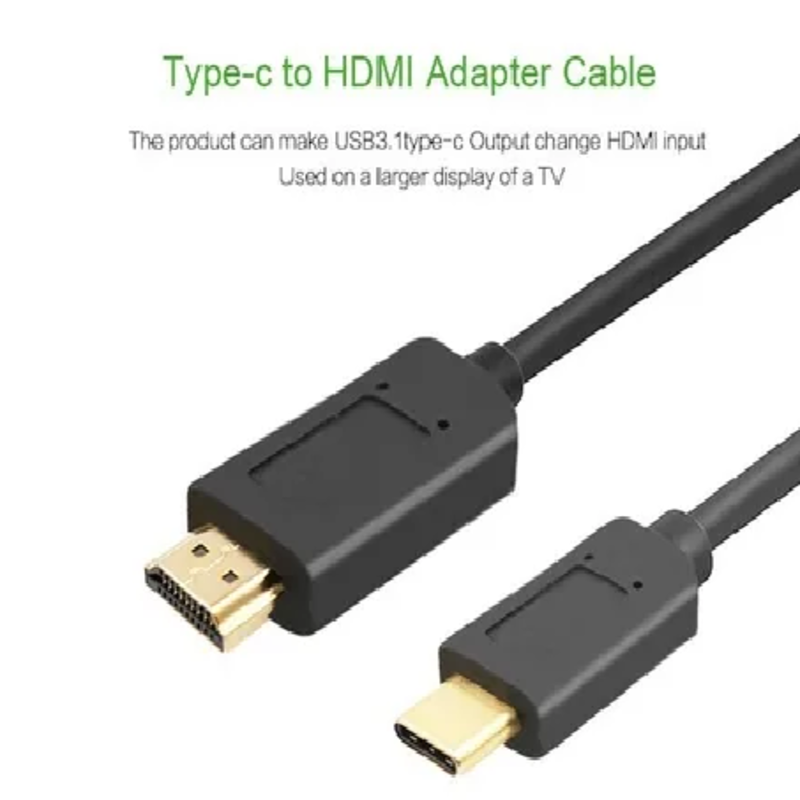 Type-c to HDMI Adapter Cable
The product can make USB3.1type-c Output change HDMI input
Used on a larger display of a TV